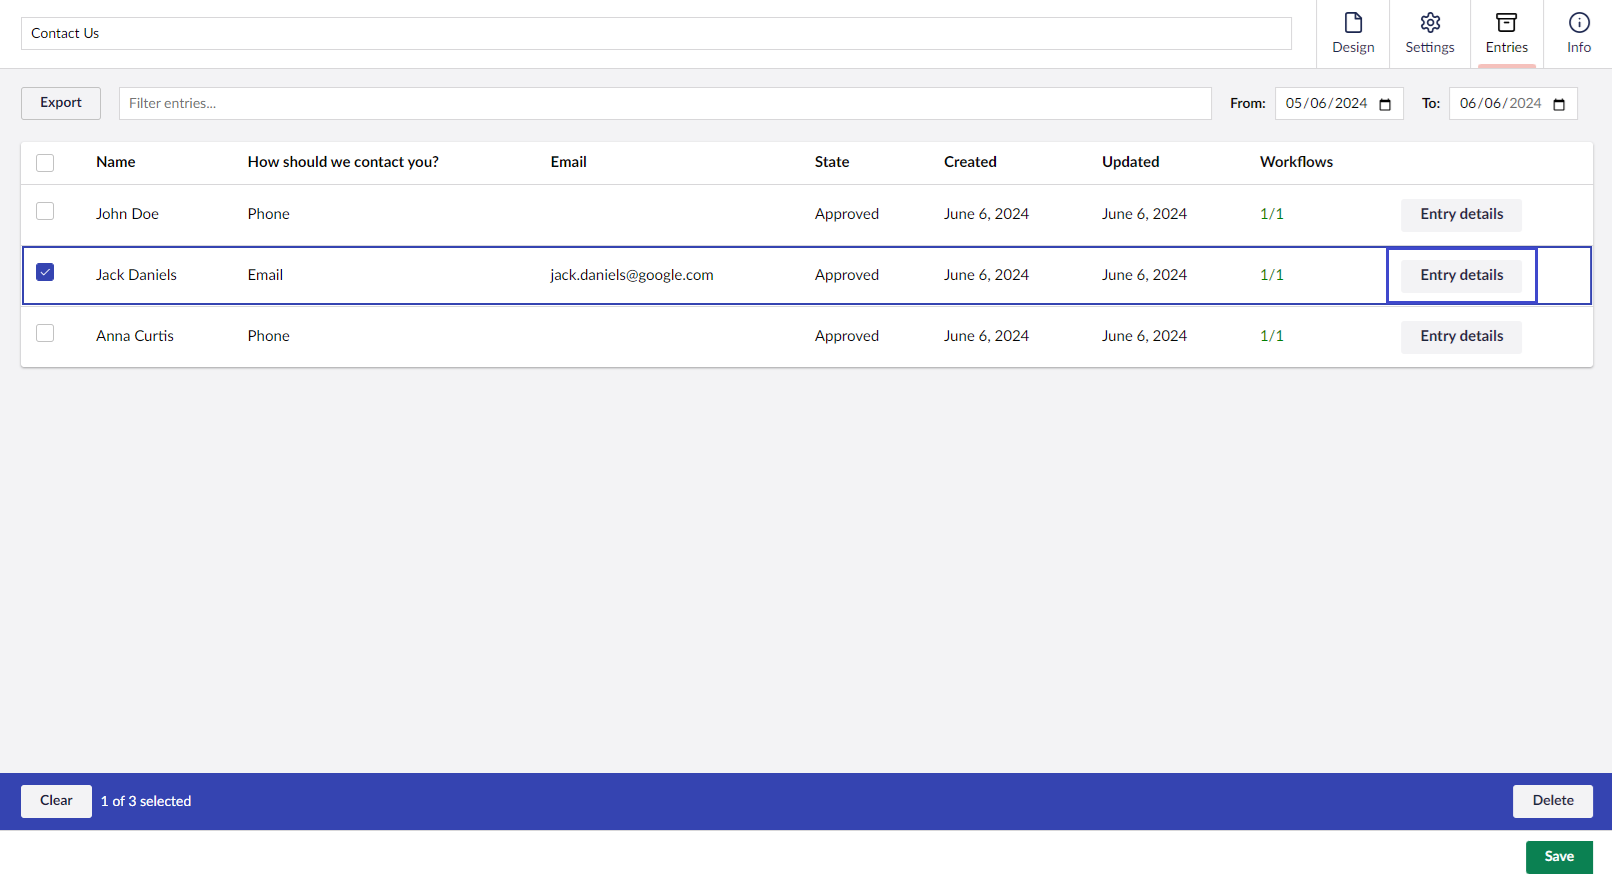 Contact Us
Design Settings Entries Info
Export Filter entries... From: 05/06/2024 To: 06/06/2024
Name How should we contact you? Email State Created Updated Workflows
John Doe Phone Approved June 6, 2024 June 6, 2024 1/1 Entry details
Jack Daniels Email jack.daniels@google.com Approved June 6, 2024 June 6, 2024 1/1 Entry details
Anna Curtis Phone Approved June 6, 2024 June 6, 2024 1/1 Entry details
Clear 1 of 3 selected Delete
Save